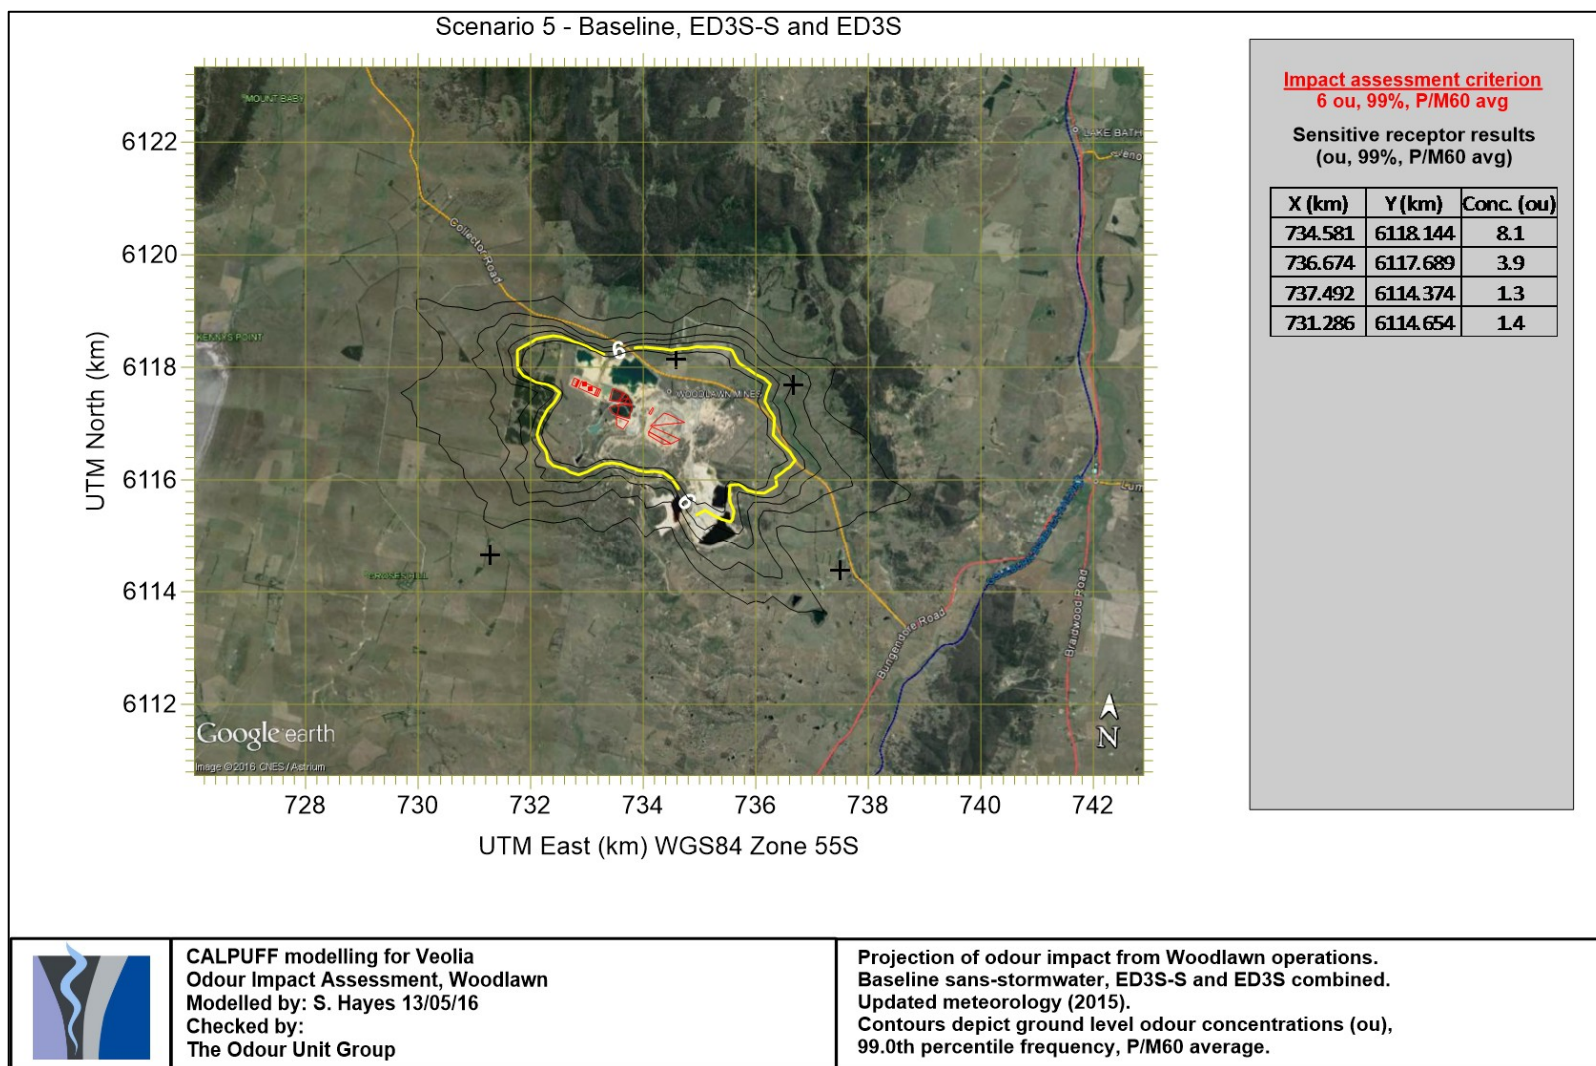 Scenario 5 - Baseline, ED3S-S and ED3S
Impact assessment criterion
6 ou, 99%, P/M60 avg
Sensitive receptor results
(ou, 99%, P/M60 avg)
X (km) Y (km) Conc. (ou)
734.581 6118.144 8.1
736.674 6117.689 3.9
737.492 6114.374 1.3
731.286 6114.654 1.4
UTM North (km)
6122
6120
6118
6116
6114
6112
MOUNT BABY
LAKE BATH
Collector Road
6
WOODLAWN MINES
6
Lum
Bungendore Road
Braidwood Road
N
Google earth
Image © 2016 CNES / Astrium
728 730 732 734 736 738 740 742
UTM East (km) WGS84 Zone 55S
CALPUFF modelling for Veolia
Odour Impact Assessment, Woodlawn
Modelled by: S. Hayes 13/05/16
Checked by:
The Odour Unit Group
Projection of odour impact from Woodlawn operations.
Baseline sans-stormwater, ED3S-S and ED3S combined.
Updated meteorology (2015).
Contours depict ground level odour concentrations (ou),
99.0th percentile frequency, P/M60 average.